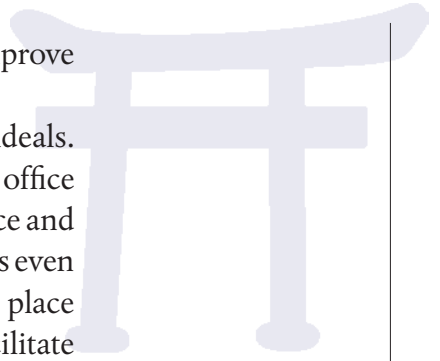 prove
deals.
office
ce and
s even
place
ilitate